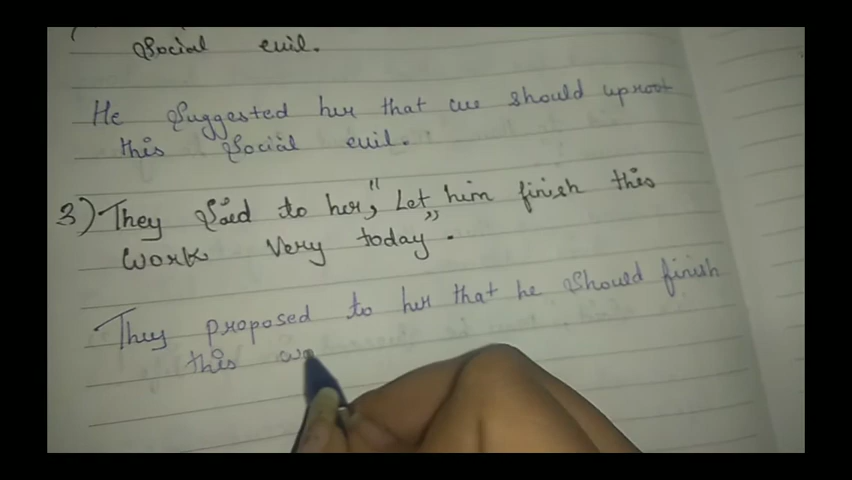 Social evil.
He Suggested her that we should uproot
this Social evil.
3) They Said to her, "Let him finish this
work very today".
They proposed to her that he should finish
this wo